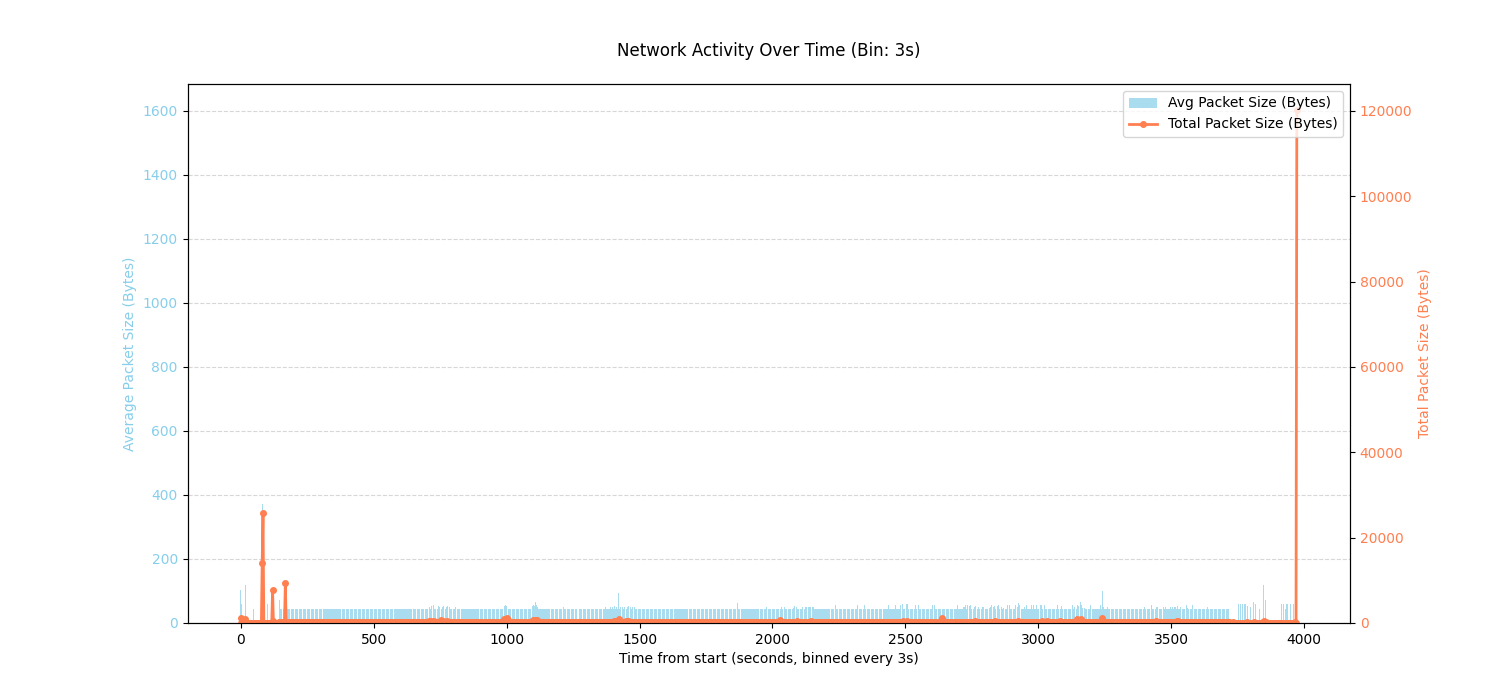 Network Activity Over Time (Bin: 3s)
Avg Packet Size (Bytes)
Total Packet Size (Bytes)
Average Packet Size (Bytes)
1600
1400
1200
1000
800
600
400
200
0
120000
100000
80000
60000
40000
20000
0
Total Packet Size (Bytes)
0 500 1000 1500 2000 2500 3000 3500 4000
Time from start (seconds, binned every 3s)